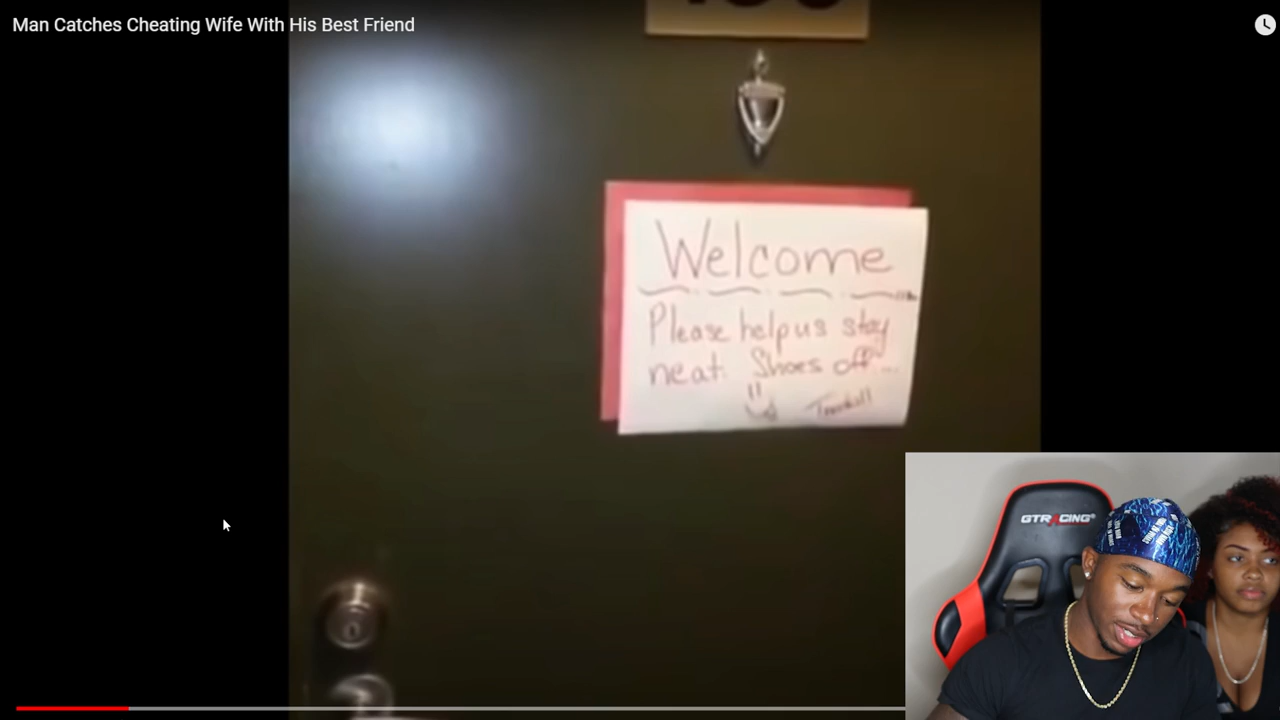 Man Catches Cheating Wife With His Best Friend
Welcome
Please help us stay
neat. Shoes off...
GTRACING